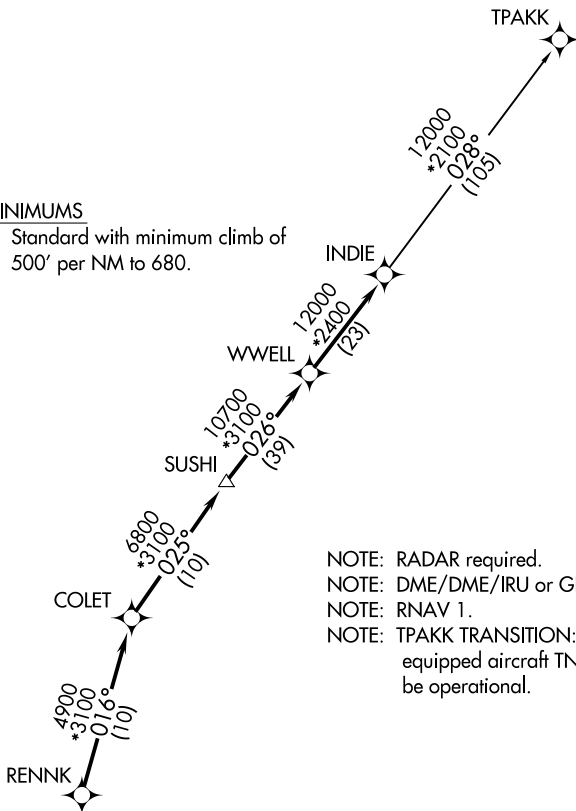 TPAKK
12000
*2100
028°
(105)
INIMUMS
Standard with minimum climb of
500' per NM to 680.
INDIE
12000
*2400
(23)
WWELL
10700
*3100
026°
(39)
SUSHI
6800
*3100
025°
(10)
NOTE: RADAR required.
NOTE: DME/DME/IRU or G
NOTE: RNAV 1.
NOTE: TPAKK TRANSITION:
equipped aircraft TN
be operational.
COLET
4900
*3100
016°
(10)
RENNK